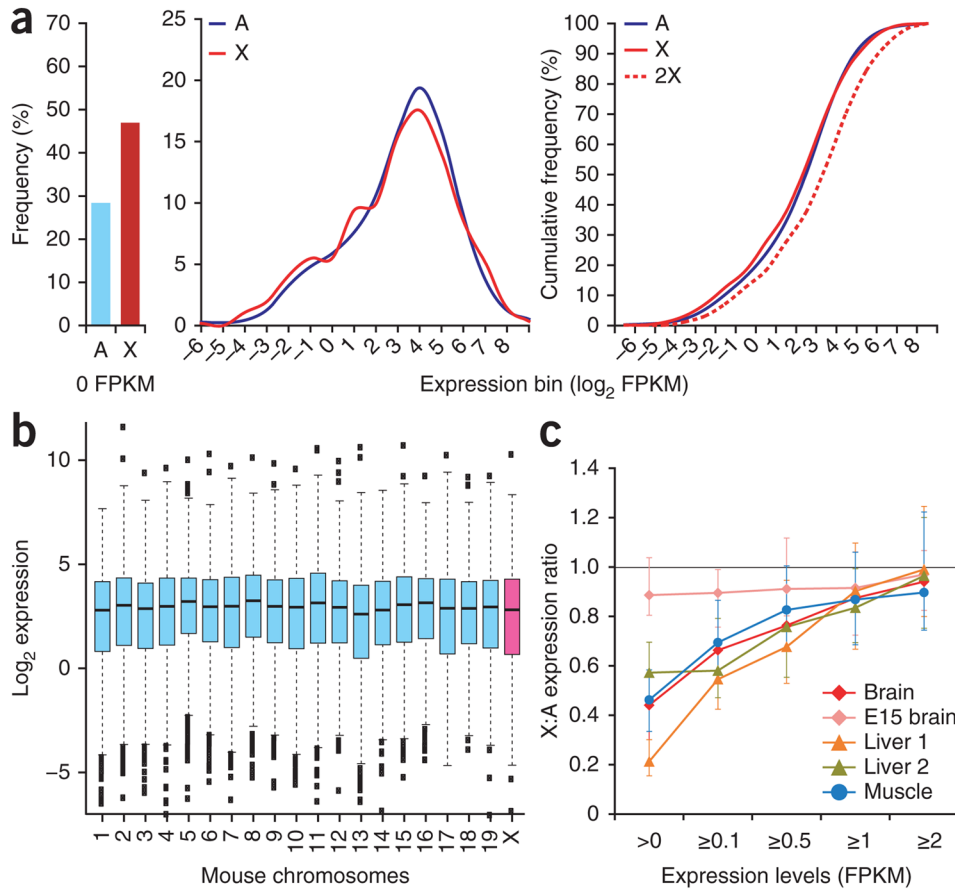 a
70
60
50
40
30
20
10
0
Frequency (%)
A X
0 FPKM
25
20
15
10
5
0
A
X
–6 –5 –4 –3 –2 –1 0 1 2 3 4 5 6 7 8
Expression bin (log2 FPKM)
100
90
80
70
60
50
40
30
20
10
0
Cumulative frequency (%)
A
X
2X
–6 –5 –4 –3 –2 –1 0 1 2 3 4 5 6 7 8
b
10
5
0
–5
Log2 expression
1 2 3 4 5 6 7 8 9 10 11 12 13 14 15 16 17 18 19 X
Mouse chromosomes
c
1.4
1.2
1.0
0.8
0.6
0.4
0.2
0
X:A expression ratio
Brain
E15 brain
Liver 1
Liver 2
Muscle
>0 ≥0.1 ≥0.5 ≥1 ≥2
Expression levels (FPKM)